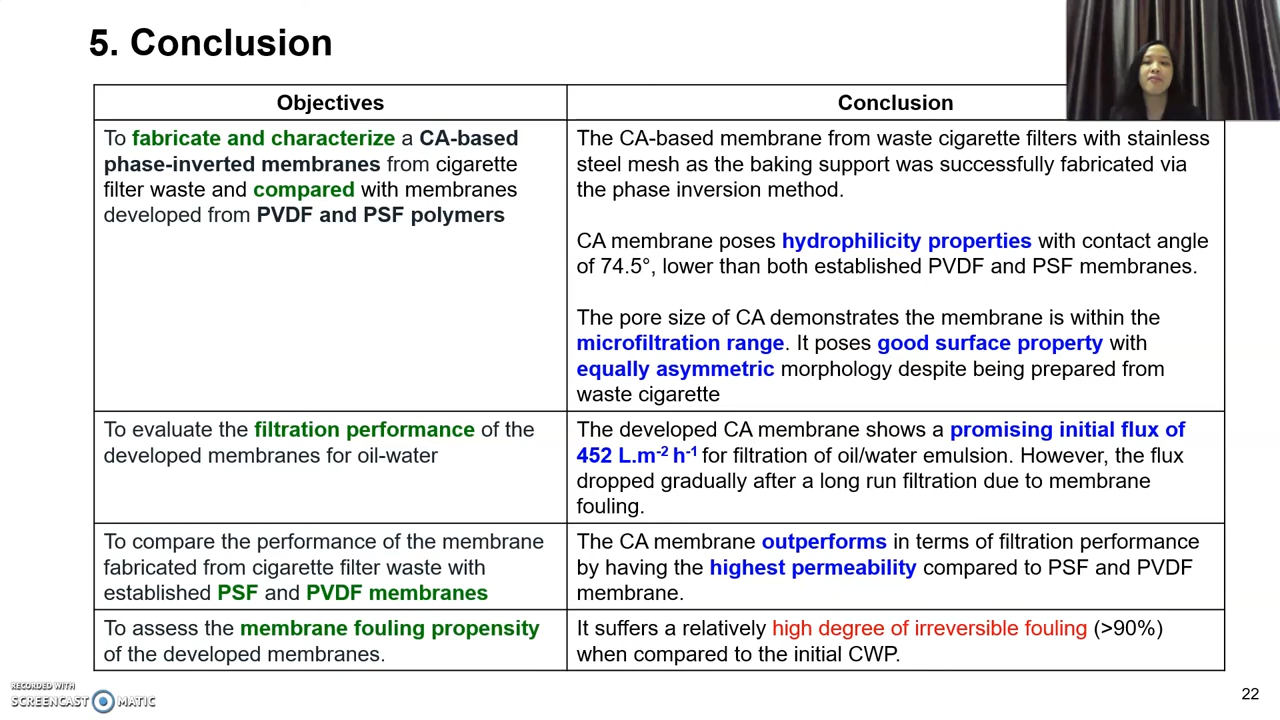 5. Conclusion
Objectives
Conclusion
To fabricate and characterize a CA-based
phase-inverted membranes from cigarette
filter waste and compared with membranes
developed from PVDF and PSF polymers
The CA-based membrane from waste cigarette filters with stainless
steel mesh as the baking support was successfully fabricated via
the phase inversion method.
CA membrane poses hydrophilicity properties with contact angle
of 74.5°, lower than both established PVDF and PSF membranes.
The pore size of CA demonstrates the membrane is within the
microfiltration range. It poses good surface property with
equally asymmetric morphology despite being prepared from
waste cigarette
To evaluate the filtration performance of the
developed membranes for oil-water
The developed CA membrane shows a promising initial flux of
452 L.m⁻² h⁻¹ for filtration of oil/water emulsion. However, the flux
dropped gradually after a long run filtration due to membrane
fouling.
To compare the performance of the membrane
fabricated from cigarette filter waste with
established PSF and PVDF membranes
The CA membrane outperforms in terms of filtration performance
by having the highest permeability compared to PSF and PVDF
membrane.
To assess the membrane fouling propensity
of the developed membranes.
It suffers a relatively high degree of irreversible fouling (>90%)
when compared to the initial CWP.
RECORDED WITH
SCREENCAST MATIC
22